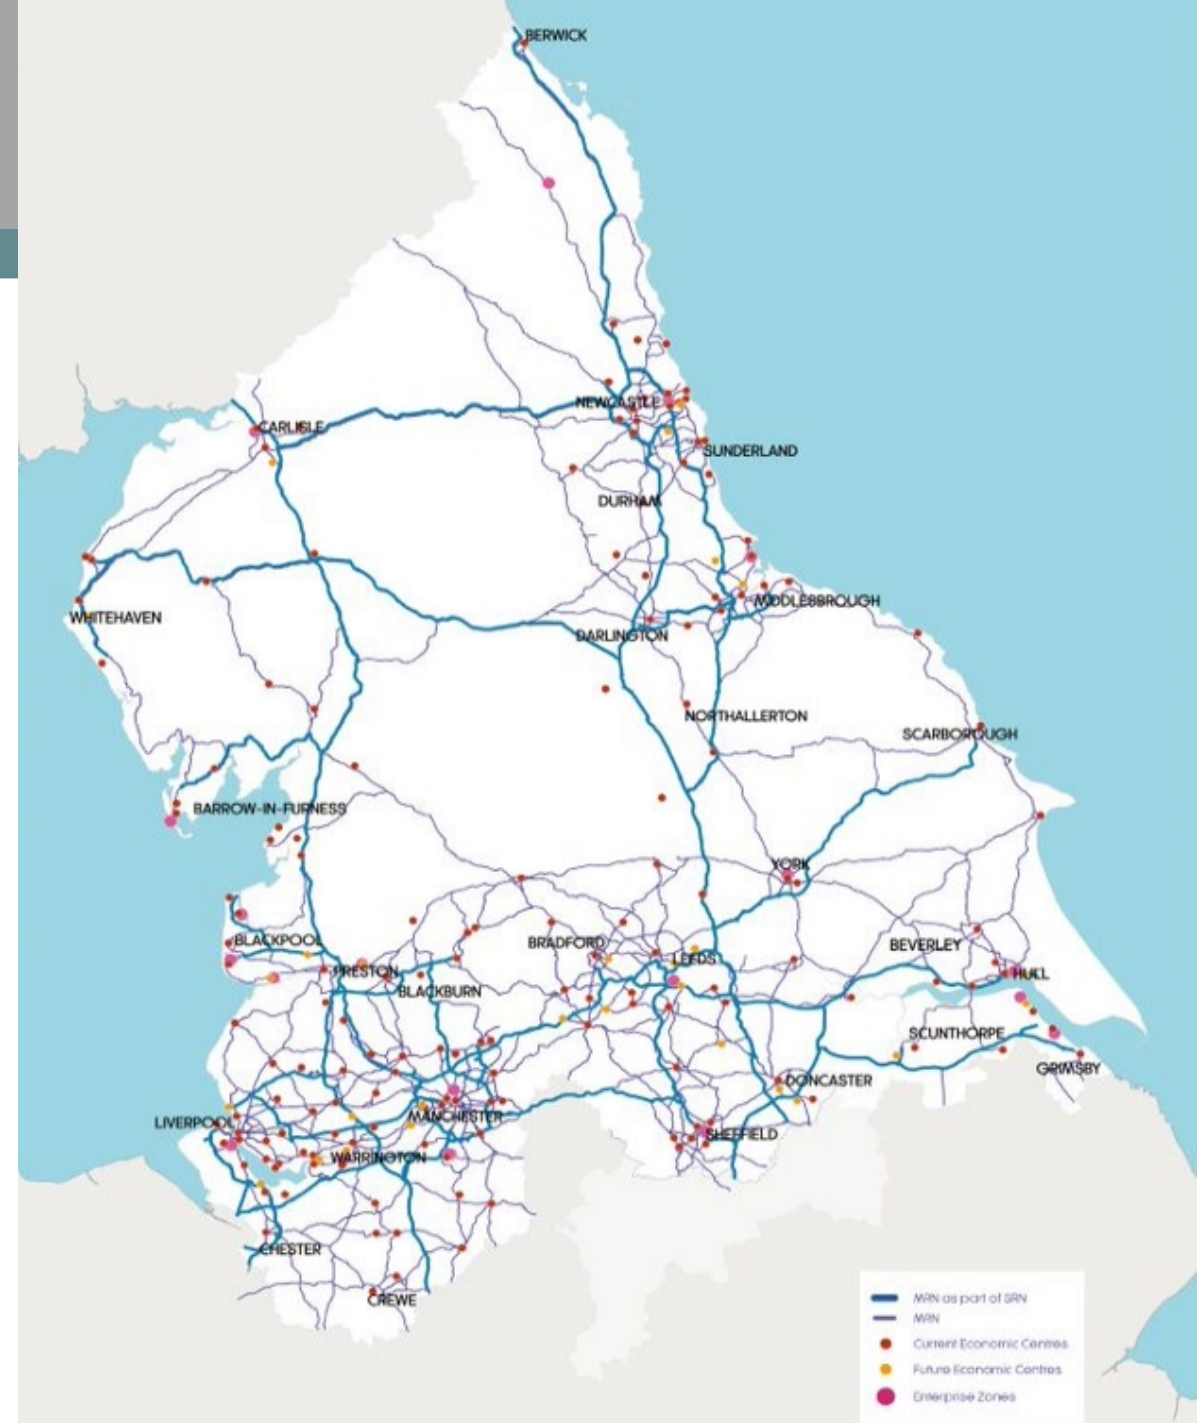 BERWICK
NEWCASTLE
CARLISLE
SUNDERLAND
DURHAM
MIDDLESBROUGH
WHITEHAVEN
DARLINGTON
NORTHALLERTON
SCARBOROUGH
BARROW-IN-FURNESS
YORK
BLACKPOOL
BRADFORD
BEVERLEY
LEEDS
PRESTON
HULL
BLACKBURN
SCUNTHORPE
GRIMSBY
DONCASTER
LIVERPOOL
MANCHESTER
SHEFFIELD
WARRINGTON
CHESTER
CREWE
MRN as part of SRN
MRN
Current Economic Centres
Future Economic Centres
Enterprise Zones